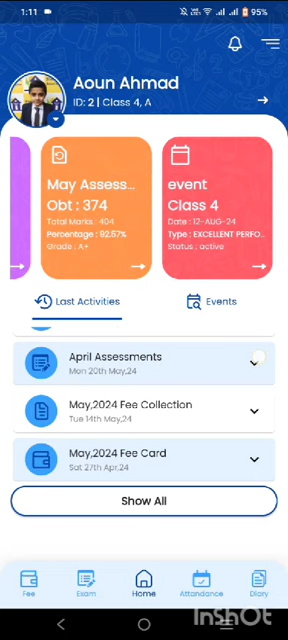 1:11
95%
Aoun Ahmad
ID: 2 | Class 4, A
May Assess...
Obt : 374
Total Marks : 404
Percentage : 92.57%
Grade : A+
event
Class 4
Date : 12-AUG-24
Type : EXCELLENT PERFO...
Status : active
Last Activities
Events
April Assessments
Mon 20th May,24
May,2024 Fee Collection
Tue 14th May,24
May,2024 Fee Card
Sat 27th Apr,24
Show All
Fee
Exam
Home
Attandance
Diary
InShOt